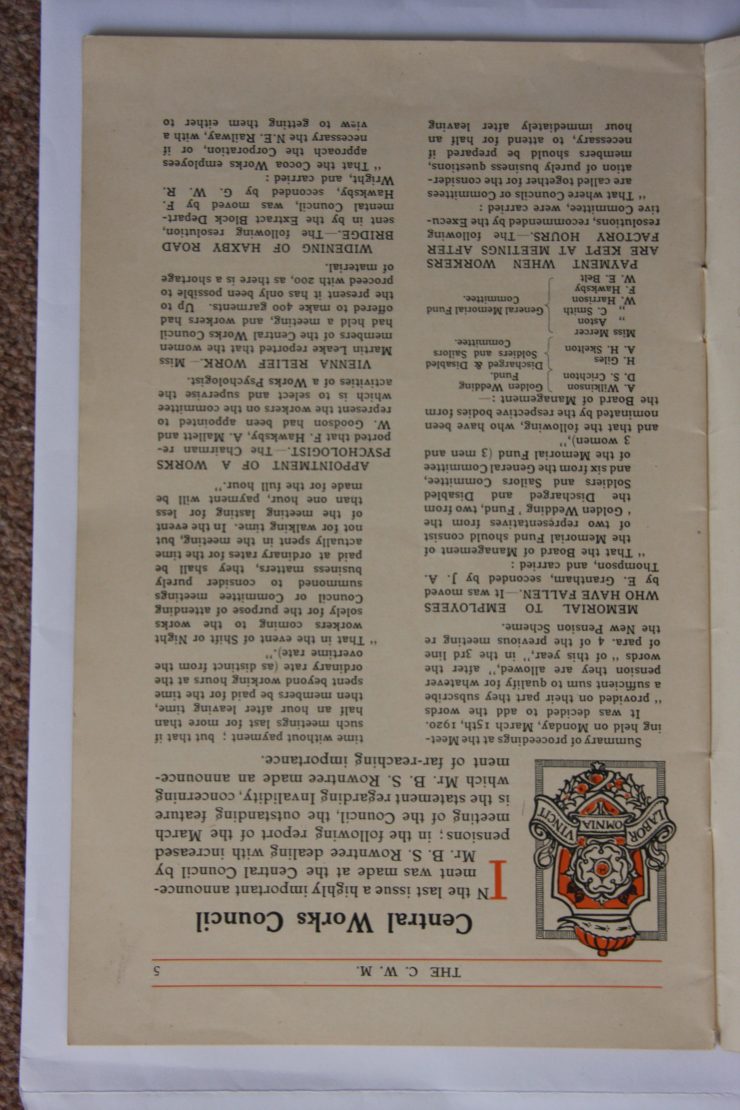 THE C. W. M. 5
LABOR
OMNIA
VINCIT
Central Works Council
IN the last issue a highly important announce-
ment was made at the Central Council by
Mr. B. S. Rowntree dealing with increased
pensions; in the following report of the March
meeting of the Council, the outstanding feature
is the statement regarding Invalidity, concerning
which Mr. B. S. Rowntree made an announce-
ment of far-reaching importance.
Summary of proceedings at the Meet-
ing held on Monday, March 15th, 1920.
It was decided to add the words
" provided on their part they subscribe
a sufficient sum to qualify for whatever
pension they are allowed," after the
words " of this year," in the 3rd line
of para. 4 of the previous meeting re
the New Pension Scheme.
MEMORIAL TO EMPLOYEES
WHO HAVE FALLEN.—It was moved
by E. Grantham, seconded by J. A.
Thompson, and carried :
" That the Board of Management of
the Memorial Fund should consist
of two representatives from the
' Golden Wedding ' Fund, two from
the Discharged and Disabled
Soldiers and Sailors Committee,
and six from the General Committee
of the Memorial Fund (3 men and
3 women),"
and that the following, who have been
nominated by the respective bodies form
the Board of Management :—
A. Wilkinson } Golden Wedding
D. S. Crichton } Fund.
H. Giles } Discharged & Disabled
A. H. Skelton } Soldiers and Sailors
Committee.
Miss Mercer
" Aston
" C. Smith } General Memorial Fund
W. Harrison } Committee.
F. Hawksby
W. E. Belt
PAYMENT WHEN WORKERS
ARE KEPT AT MEETINGS AFTER
FACTORY HOURS.—The following
resolutions, recommended by the Execu-
tive Committee, were carried :
" That where Councils or Committees
are called together for the consider-
ation of purely business questions,
members should be prepared if
necessary, to attend for half an
hour immediately after leaving
time without payment ; but that if
such meetings last for more than
half an hour after leaving time,
then members be paid for the time
spent beyond working hours at the
ordinary rate (as distinct from the
overtime rate)."
" That in the event of Shift or Night
workers coming to the works
solely for the purpose of attending
Council or Committee meetings
summoned to consider purely
business matters, they shall be
paid at ordinary rates for the time
actually spent in the meeting, but
not for walking time. In the event
of the meeting lasting for less
than one hour, payment will be
made for the full hour."
APPOINTMENT OF A WORKS
PSYCHOLOGIST.—The Chairman re-
ported that F. Hawksby, A. Mallett and
W. Goodson had been appointed to
represent the workers on the committee
which is to select and supervise the
activities of a Works Psychologist.
VIENNA RELIEF WORK.—Miss
Martin Leake reported that the women
members of the Central Works Council
had held a meeting, and workers had
offered to make 400 garments. Up to
the present it has only been possible to
proceed with 200, as there is a shortage
of material.
WIDENING OF HAXBY ROAD
BRIDGE.—The following resolution,
sent in by the Extract Block Depart-
mental Council, was moved by F.
Hawksby, seconded by G. W. R.
Wright, and carried :
" That the Cocoa Works employees
approach the Corporation, or if
necessary the N.E. Railway, with a
view to getting them either to